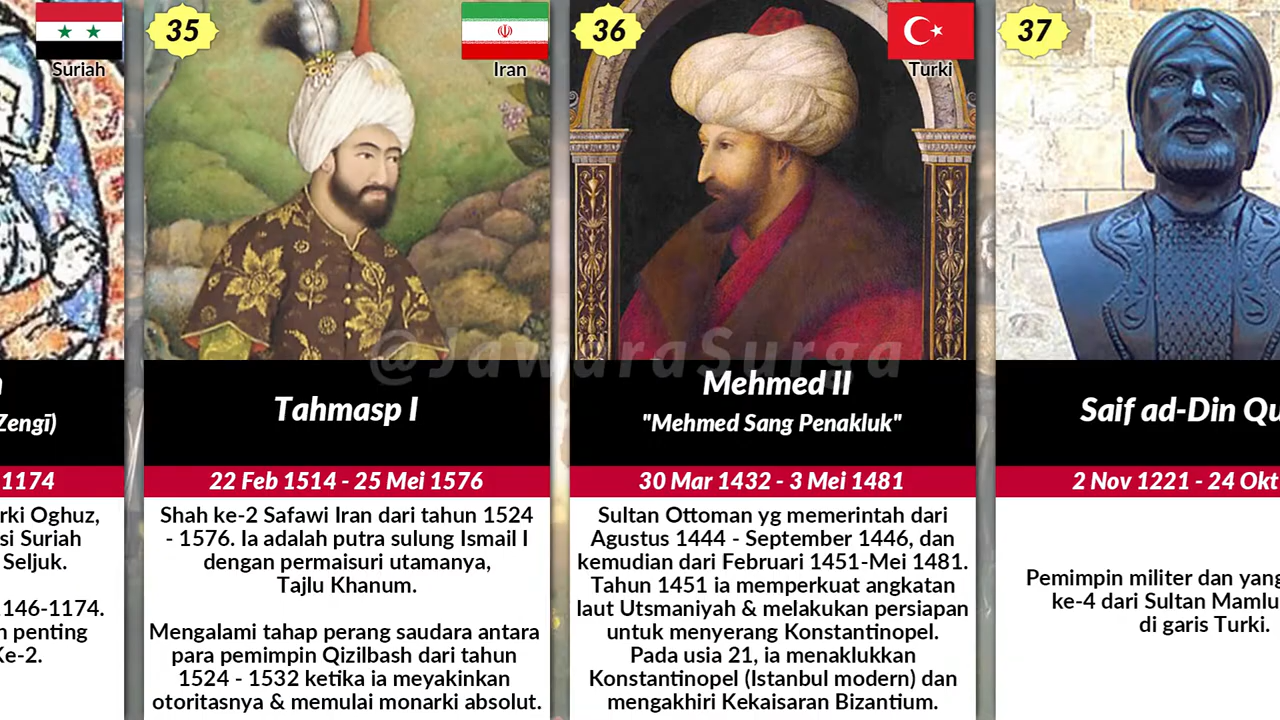 Suriah
n
Zengī)
1174
rki Oghuz,
si Suriah
Seljuk.
1146-1174.
n penting
Ke-2.
35
Iran
Tahmasp I
22 Feb 1514 - 25 Mei 1576
Shah ke-2 Safawi Iran dari tahun 1524
- 1576. Ia adalah putra sulung Ismail I
dengan permaisuri utamanya,
Tajlu Khanum.
Mengalami tahap perang saudara antara
para pemimpin Qizilbash dari tahun
1524 - 1532 ketika ia meyakinkan
otoritasnya & memulai monarki absolut.
36
Turki
@JawaraSurga
Mehmed II
"Mehmed Sang Penakluk"
30 Mar 1432 - 3 Mei 1481
Sultan Ottoman yg memerintah dari
Agustus 1444 - September 1446, dan
kemudian dari Februari 1451-Mei 1481.
Tahun 1451 ia memperkuat angkatan
laut Utsmaniyah & melakukan persiapan
untuk menyerang Konstantinopel.
Pada usia 21, ia menaklukkan
Konstantinopel (Istanbul modern) dan
mengakhiri Kekaisaran Bizantium.
37
Saif ad-Din Qu
2 Nov 1221 - 24 Okt
Pemimpin militer dan yang
ke-4 dari Sultan Mamlu
di garis Turki.